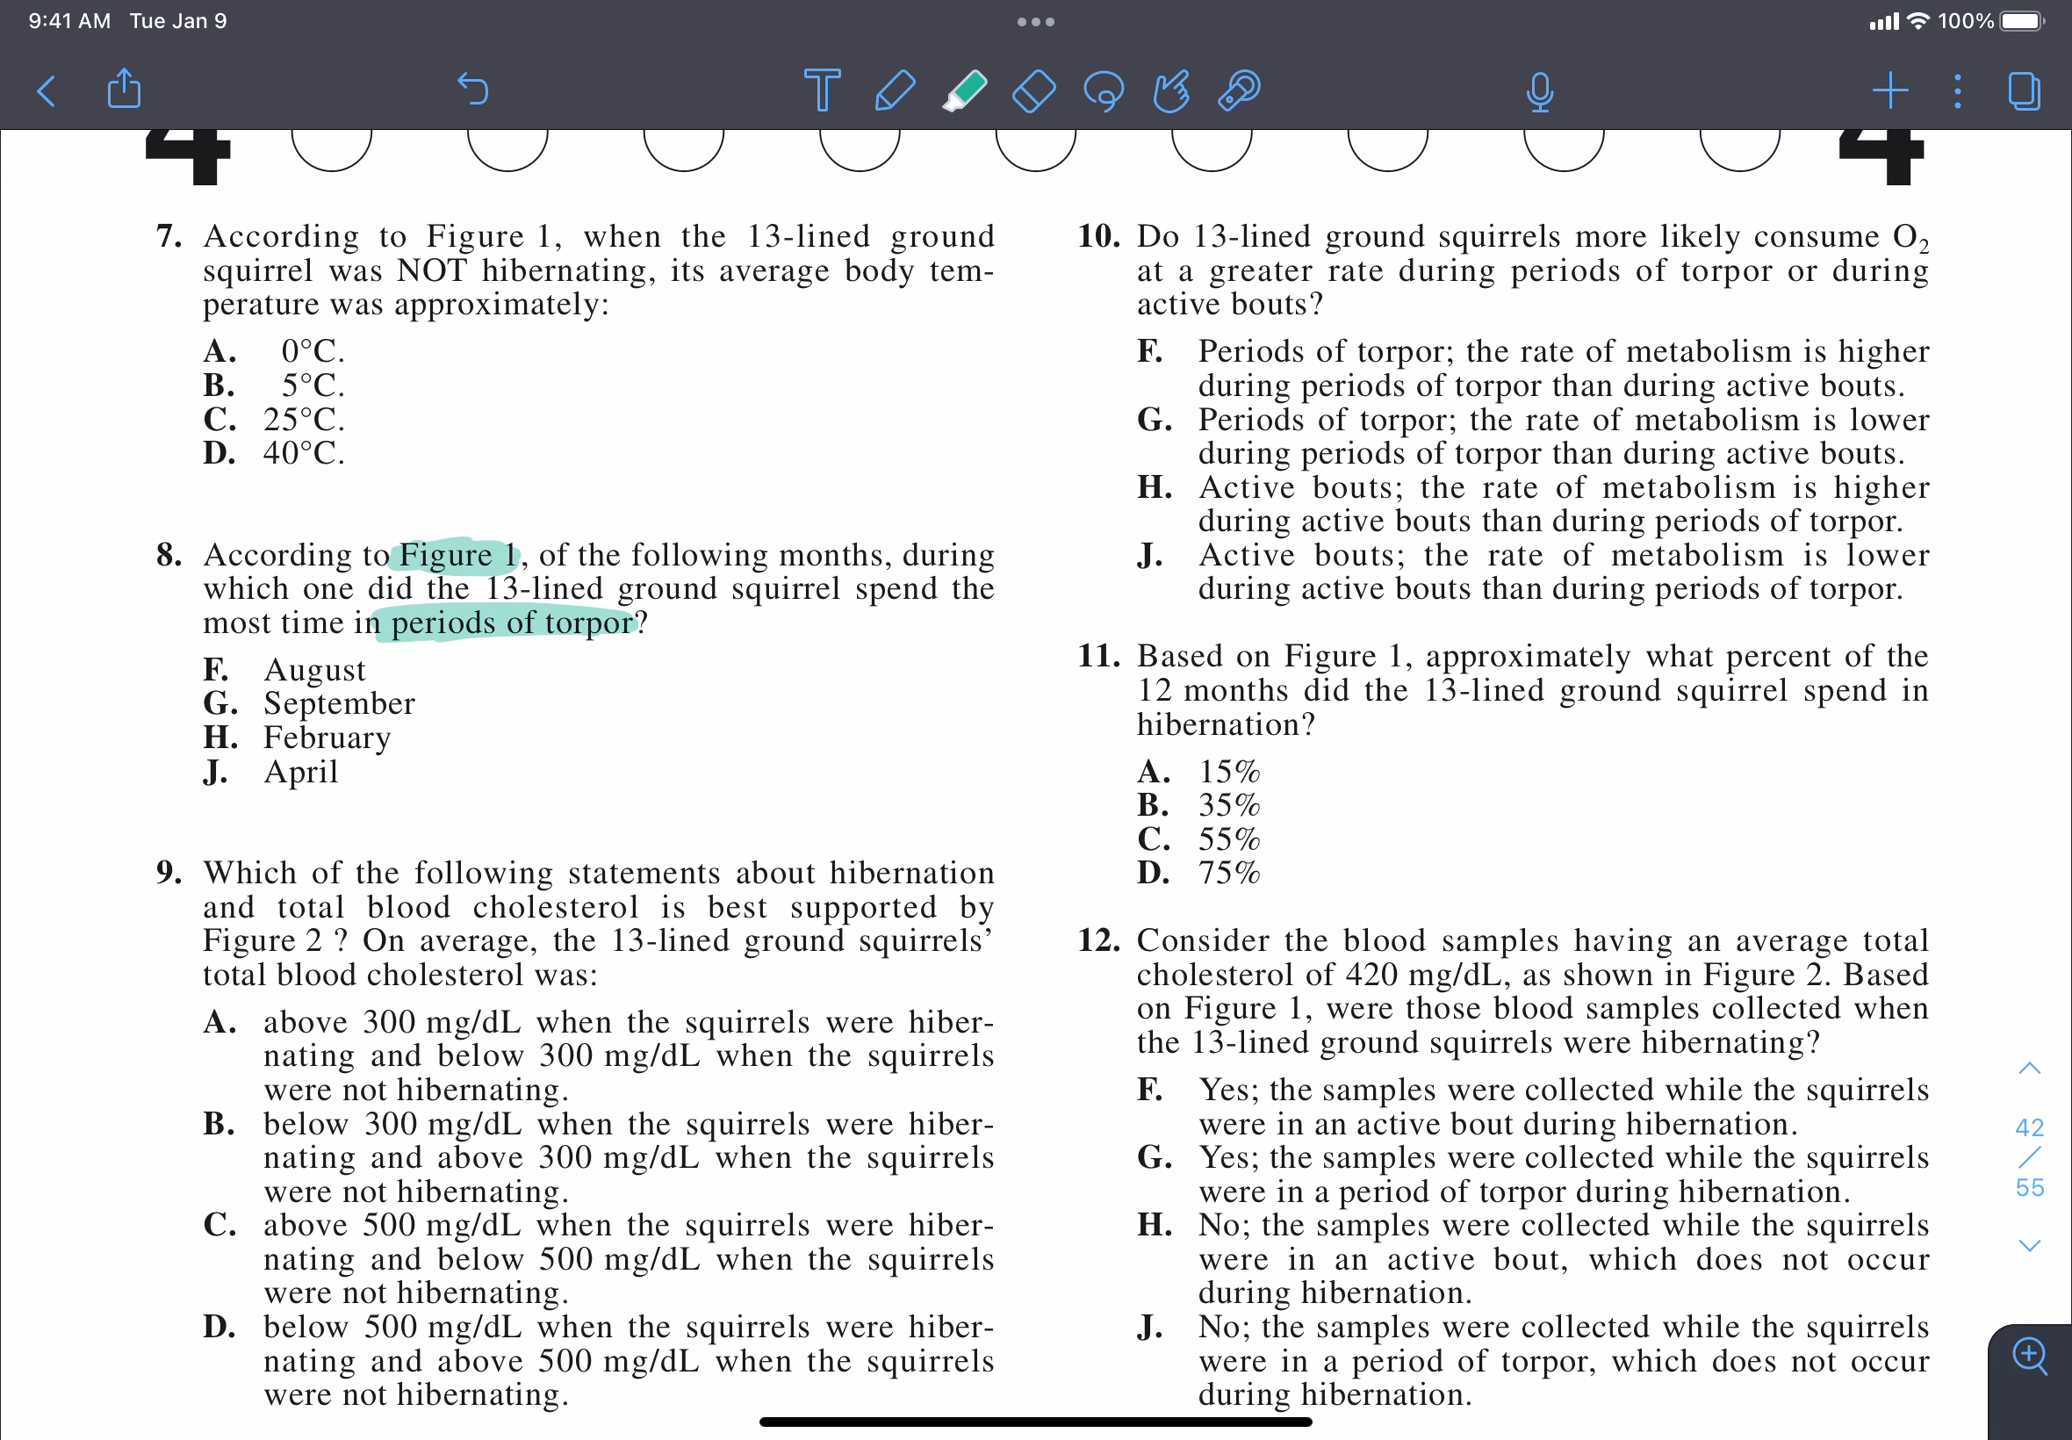 9:41 AM Tue Jan 9
100%
4 4
7. According to Figure 1, when the 13-lined ground
squirrel was NOT hibernating, its average body tem-
perature was approximately:
A. 0°C.
B. 5°C.
C. 25°C.
D. 40°C.
8. According to Figure 1, of the following months, during
which one did the 13-lined ground squirrel spend the
most time in periods of torpor?
F. August
G. September
H. February
J. April
9. Which of the following statements about hibernation
and total blood cholesterol is best supported by
Figure 2 ? On average, the 13-lined ground squirrels’
total blood cholesterol was:
A. above 300 mg/dL when the squirrels were hiber-
nating and below 300 mg/dL when the squirrels
were not hibernating.
B. below 300 mg/dL when the squirrels were hiber-
nating and above 300 mg/dL when the squirrels
were not hibernating.
C. above 500 mg/dL when the squirrels were hiber-
nating and below 500 mg/dL when the squirrels
were not hibernating.
D. below 500 mg/dL when the squirrels were hiber-
nating and above 500 mg/dL when the squirrels
were not hibernating.
10. Do 13-lined ground squirrels more likely consume O₂
at a greater rate during periods of torpor or during
active bouts?
F. Periods of torpor; the rate of metabolism is higher
during periods of torpor than during active bouts.
G. Periods of torpor; the rate of metabolism is lower
during periods of torpor than during active bouts.
H. Active bouts; the rate of metabolism is higher
during active bouts than during periods of torpor.
J. Active bouts; the rate of metabolism is lower
during active bouts than during periods of torpor.
11. Based on Figure 1, approximately what percent of the
12 months did the 13-lined ground squirrel spend in
hibernation?
A. 15%
B. 35%
C. 55%
D. 75%
12. Consider the blood samples having an average total
cholesterol of 420 mg/dL, as shown in Figure 2. Based
on Figure 1, were those blood samples collected when
the 13-lined ground squirrels were hibernating?
F. Yes; the samples were collected while the squirrels
were in an active bout during hibernation.
G. Yes; the samples were collected while the squirrels
were in a period of torpor during hibernation.
H. No; the samples were collected while the squirrels
were in an active bout, which does not occur
during hibernation.
J. No; the samples were collected while the squirrels
were in a period of torpor, which does not occur
during hibernation.
42
/
55